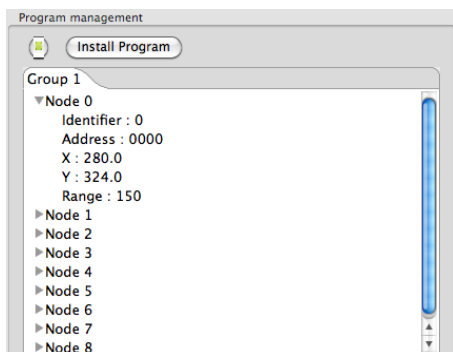 Program management
Install Program
Group 1
Node 0
Identifier : 0
Address : 0000
X : 280.0
Y : 324.0
Range : 150
Node 1
Node 2
Node 3
Node 4
Node 5
Node 6
Node 7
Node 8